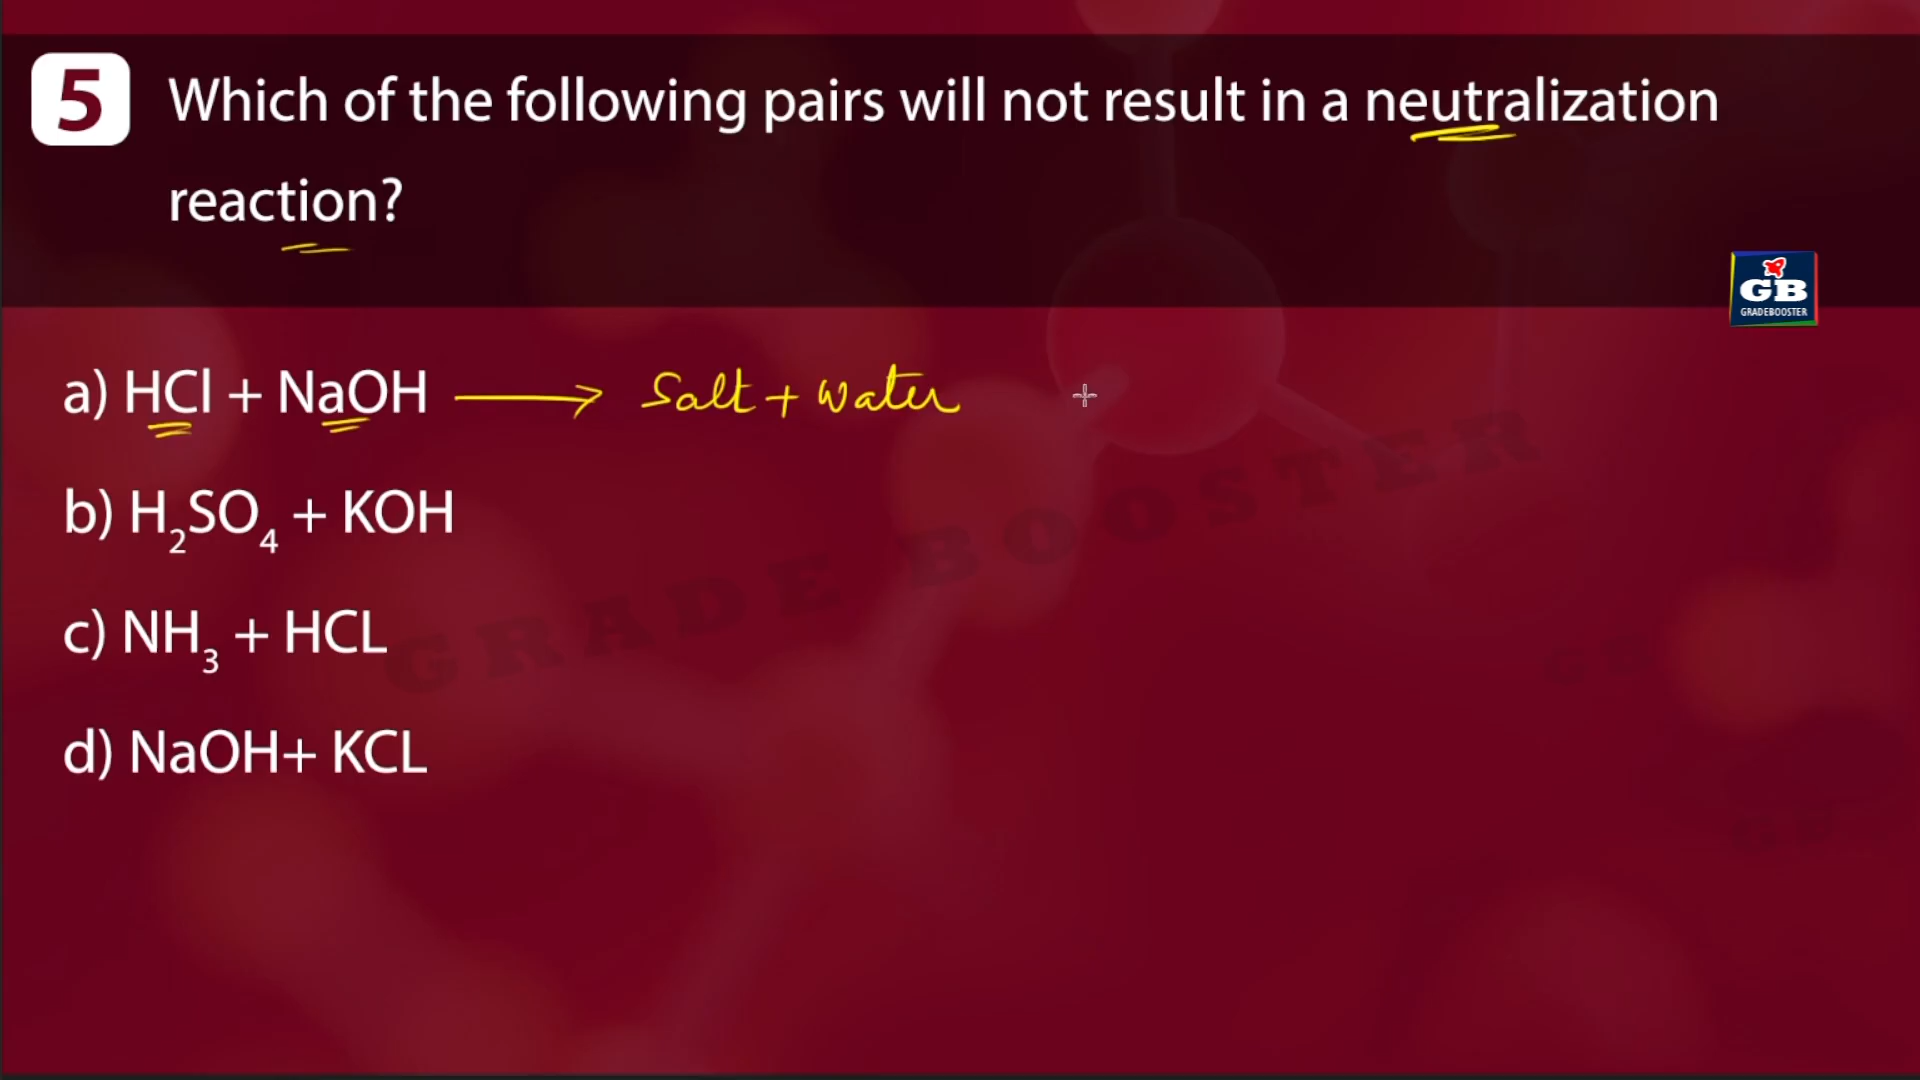 5 Which of the following pairs will not result in a neutralization
reaction?
GB
GRADEBOOSTER
a) HCl + NaOH ⟶ Salt + Water
b) H₂SO₄ + KOH
c) NH₃ + HCL
d) NaOH+ KCL
GRADE BOOSTER